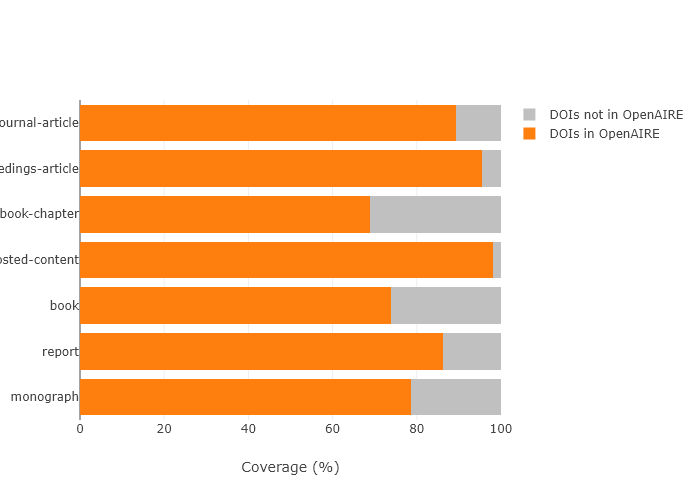 ournal-article
edings-article
book-chapter
osted-content
book
report
monograph
0 20 40 60 80 100
Coverage (%)
DOIs not in OpenAIRE
DOIs in OpenAIRE